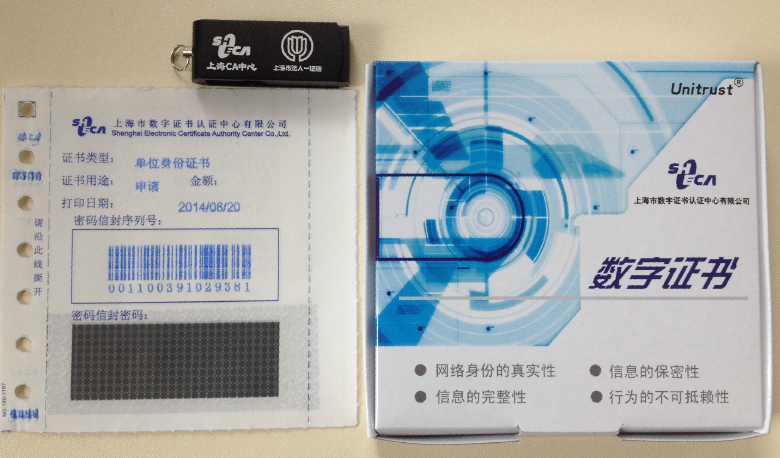 SHECA
上海CA中心
上海市法人一证通
SHECA
上海市数字证书认证中心有限公司
Shanghai Electronic Certificate Authority Center Co.,Ltd.
证书类型: 单位身份证书
证书用途: 申请 金额:
打印日期: 2014/08/20
密码信封序列号:
001100391029381
密码信封密码:
请沿此线撕开
Unitrust®
SHECA
上海市数字证书认证中心有限公司
数字证书
● 网络身份的真实性
● 信息的保密性
● 信息的完整性
● 行为的不可抵赖性